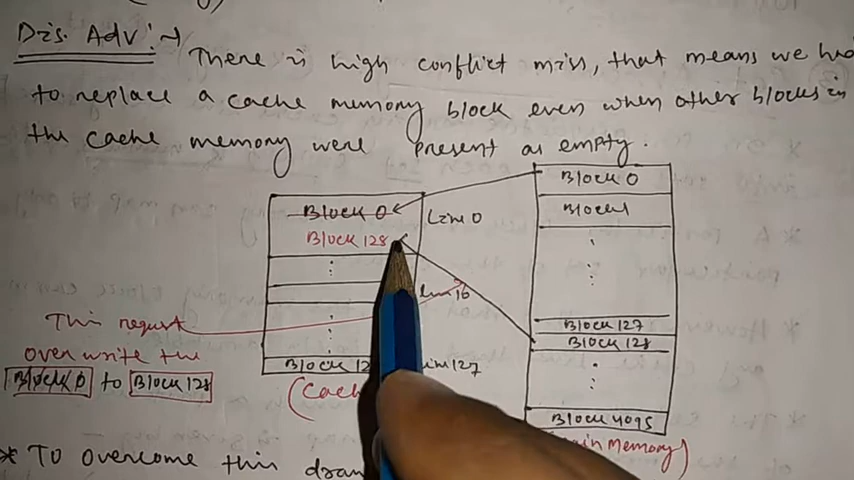 Dis. Adv :→ There is high conflict miss, that means we had
to replace a cache memory block even when other blocks in
the cache memory were present as empty.
Block 0
Block 128
Line 0
Line 16
Line 127
(Cach
Block 0
Block 1
Block 127
Block 128
Block 4095
Main Memory)
This request
over write the
Block 0 to Block 128
* To overcome this